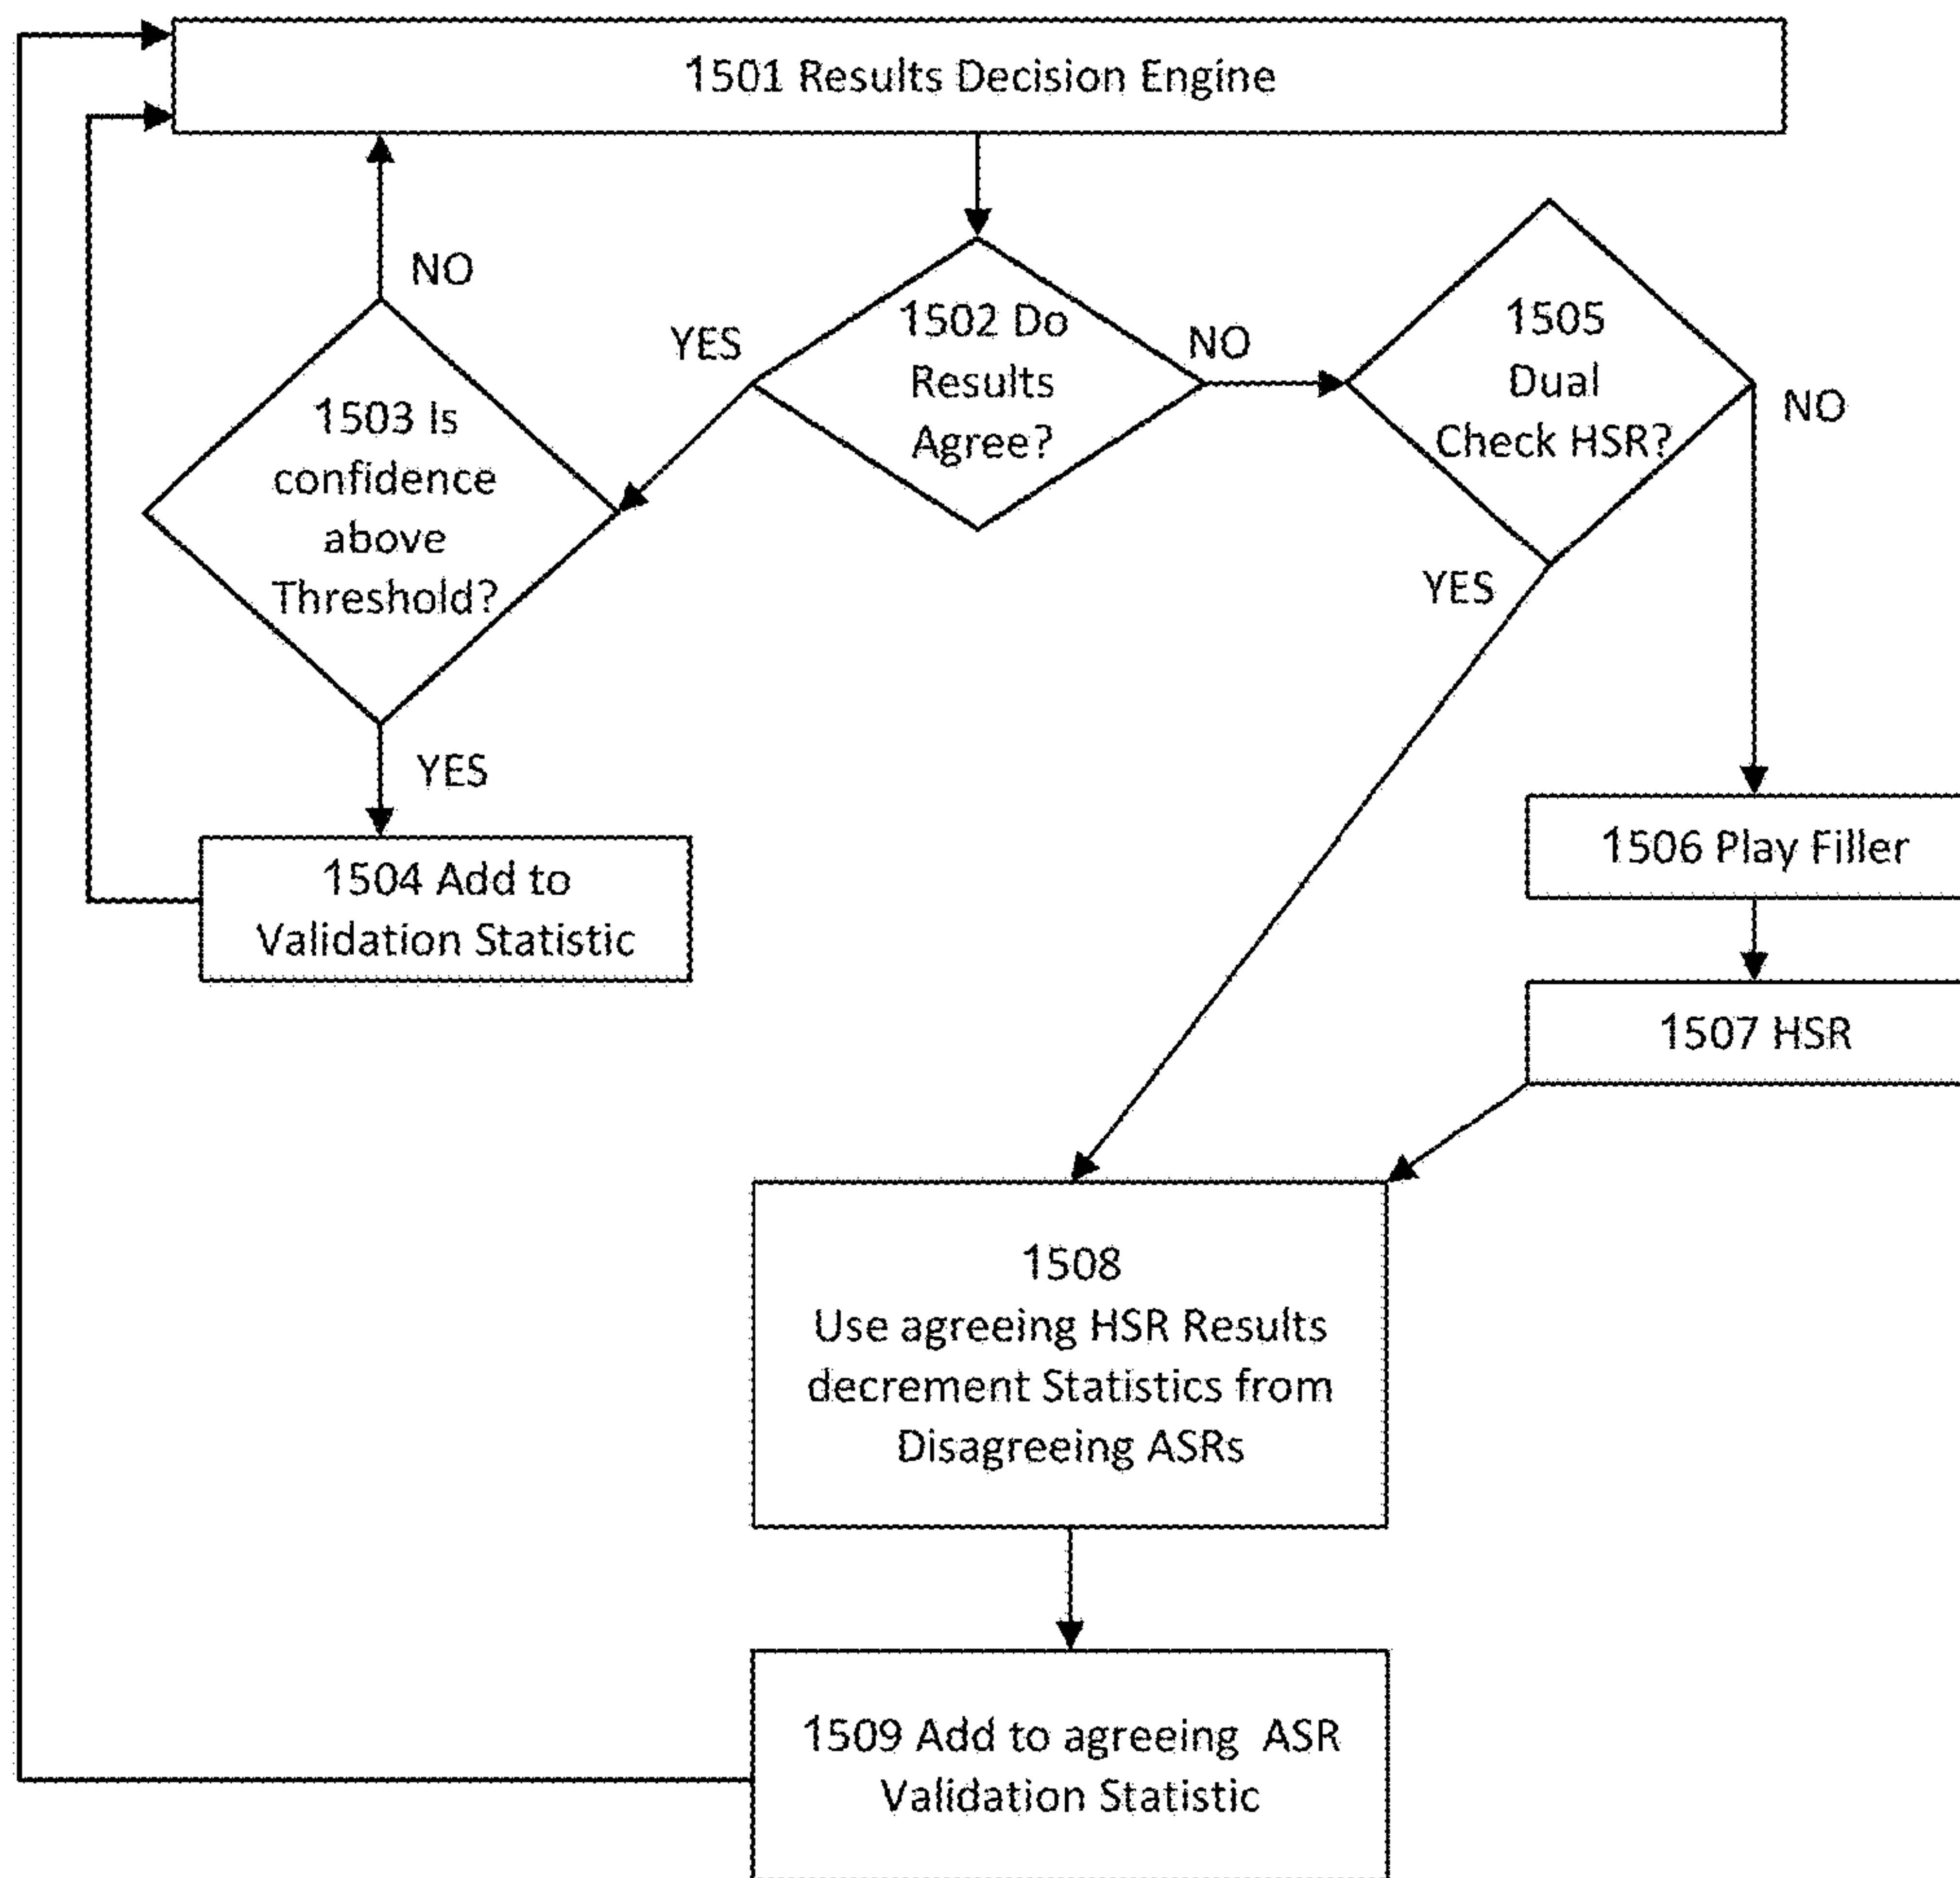 1501 Results Decision Engine
NO
YES
1502 Do
Results
Agree?
NO
1505
Dual
Check HSR?
NO
1503 Is
confidence
above
Threshold?
YES
YES
1504 Add to
Validation Statistic
1506 Play Filler
1507 HSR
1508
Use agreeing HSR Results
decrement Statistics from
Disagreeing ASRs
1509 Add to agreeing  ASR
Validation Statistic